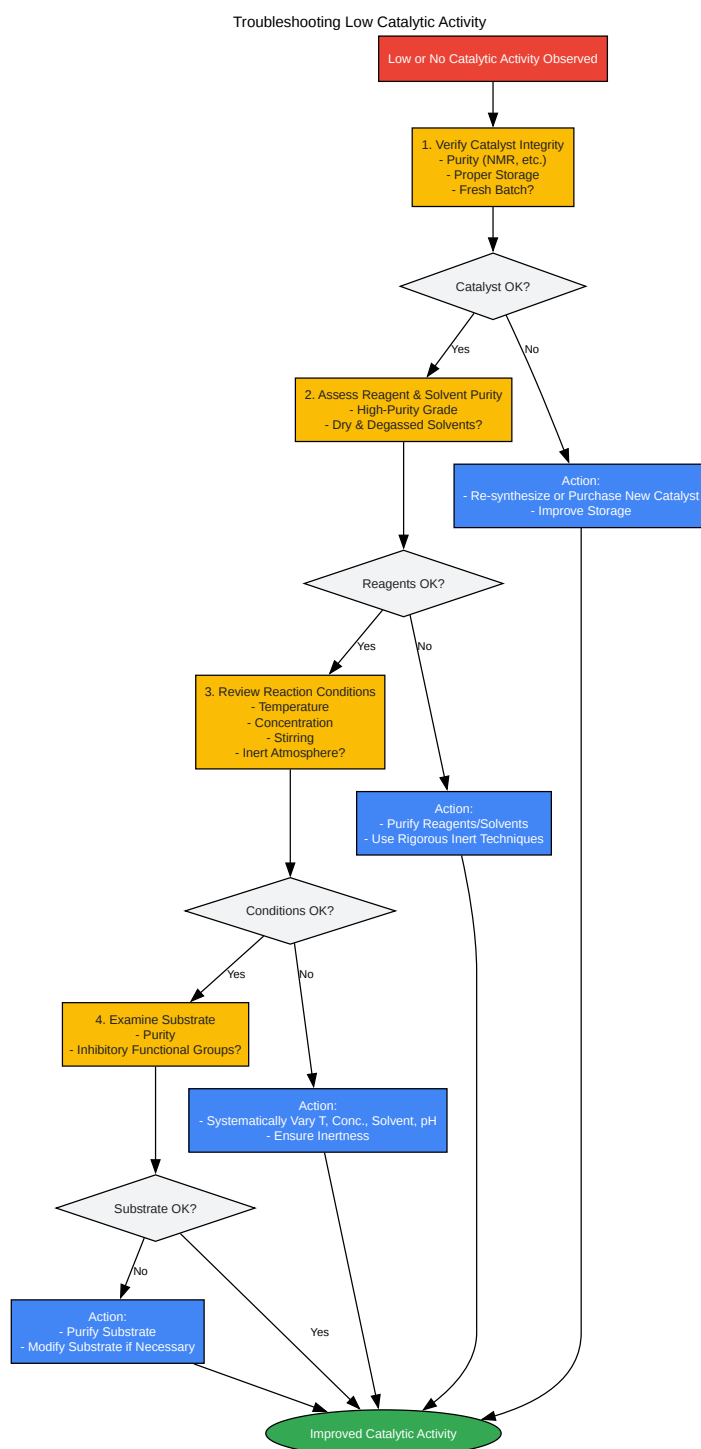 Troubleshooting Low Catalytic Activity
Low or No Catalytic Activity Observed
1. Verify Catalyst Integrity
- Purity (NMR, etc.)
- Proper Storage
- Fresh Batch?
Catalyst OK?
Yes
No
2. Assess Reagent & Solvent Purity
- High-Purity Grade
- Dry & Degassed Solvents?
Action:
- Re-synthesize or Purchase New Catalyst
- Improve Storage
Reagents OK?
Yes
No
3. Review Reaction Conditions
- Temperature
- Concentration
- Stirring
- Inert Atmosphere?
Action:
- Purify Reagents/Solvents
- Use Rigorous Inert Techniques
Conditions OK?
Yes
No
4. Examine Substrate
- Purity
- Inhibitory Functional Groups?
Action:
- Systematically Vary T, Conc., Solvent, pH
- Ensure Inertness
Substrate OK?
No
Yes
Action:
- Purify Substrate
- Modify Substrate if Necessary
Improved Catalytic Activity